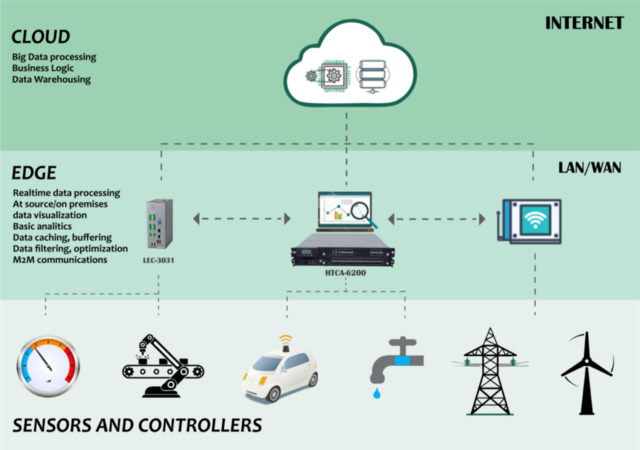 CLOUD
Big Data processing
Business Logic
Data Warehousing
INTERNET
EDGE
Realtime data processing
At source/on premises
data visualization
Basic analitics
Data caching, buffering
Data filtering, optimization
M2M communications
LAN/WAN
LEC-3031
HTCA-6200
SENSORS AND CONTROLLERS